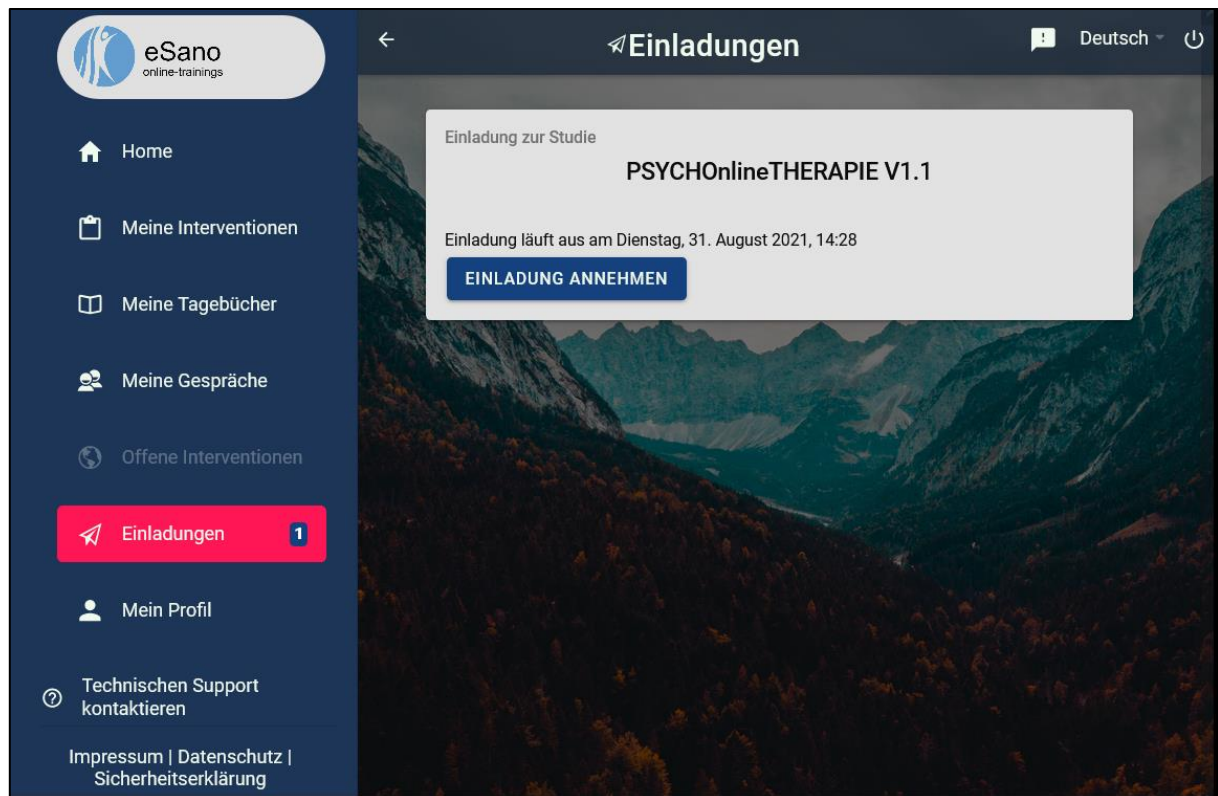 eSano
online-trainings
Home
Meine Interventionen
Meine Tagebücher
Meine Gespräche
Offene Interventionen
Einladungen 1
Mein Profil
Technischen Support
kontaktieren
Impressum | Datenschutz |
Sicherheitserklärung
Einladungen
Deutsch
Einladung zur Studie
PSYCHOnlineTHERAPIE V1.1
Einladung läuft aus am Dienstag, 31. August 2021, 14:28
EINLADUNG ANNEHMEN